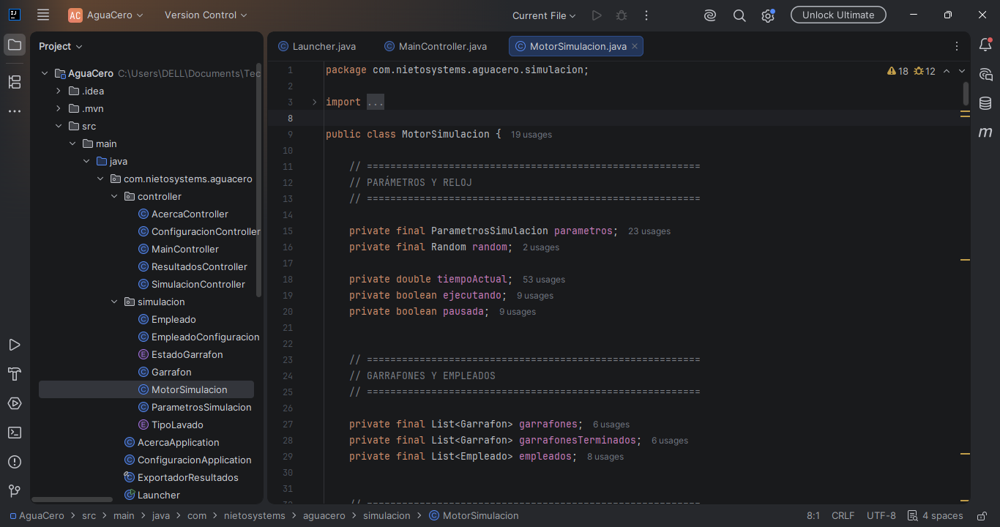 AC AguaCero Version Control Current File Unlock Ultimate
Project
AguaCero C:\Users\DELL\Documents\Tec
.idea
.mvn
src
main
java
com.nietosystems.aguacero
controller
AcercaController
ConfiguracionController
MainController
ResultadosController
SimulacionController
simulacion
Empleado
EmpleadoConfiguracion
EstadoGarrafon
Garrafon
MotorSimulacion
ParametrosSimulacion
TipoLavado
AcercaApplication
ConfiguracionApplication
ExportadorResultados
Launcher
Launcher.java MainController.java MotorSimulacion.java
1 package com.nietosystems.aguacero.simulacion; 18 12
2
3 import ...
8
9 public class MotorSimulacion { 19 usages
10
11 // =========================================================
12 // PARÁMETROS Y RELOJ
13 // =========================================================
14
15 private final ParametrosSimulacion parametros; 23 usages
16 private final Random random; 2 usages
17
18 private double tiempoActual; 53 usages
19 private boolean ejecutando; 9 usages
20 private boolean pausada; 9 usages
21
22
23 // =========================================================
24 // GARRAFONES Y EMPLEADOS
25 // =========================================================
26
27 private final List<Garrafon> garrafones; 6 usages
28 private final List<Garrafon> garrafonesTerminados; 6 usages
29 private final List<Empleado> empleados; 8 usages
30
31
32 // =========================================================
AguaCero > src > main > java > com > nietosystems > aguacero > simulacion > MotorSimulacion 8:1 CRLF UTF-8 4 spaces